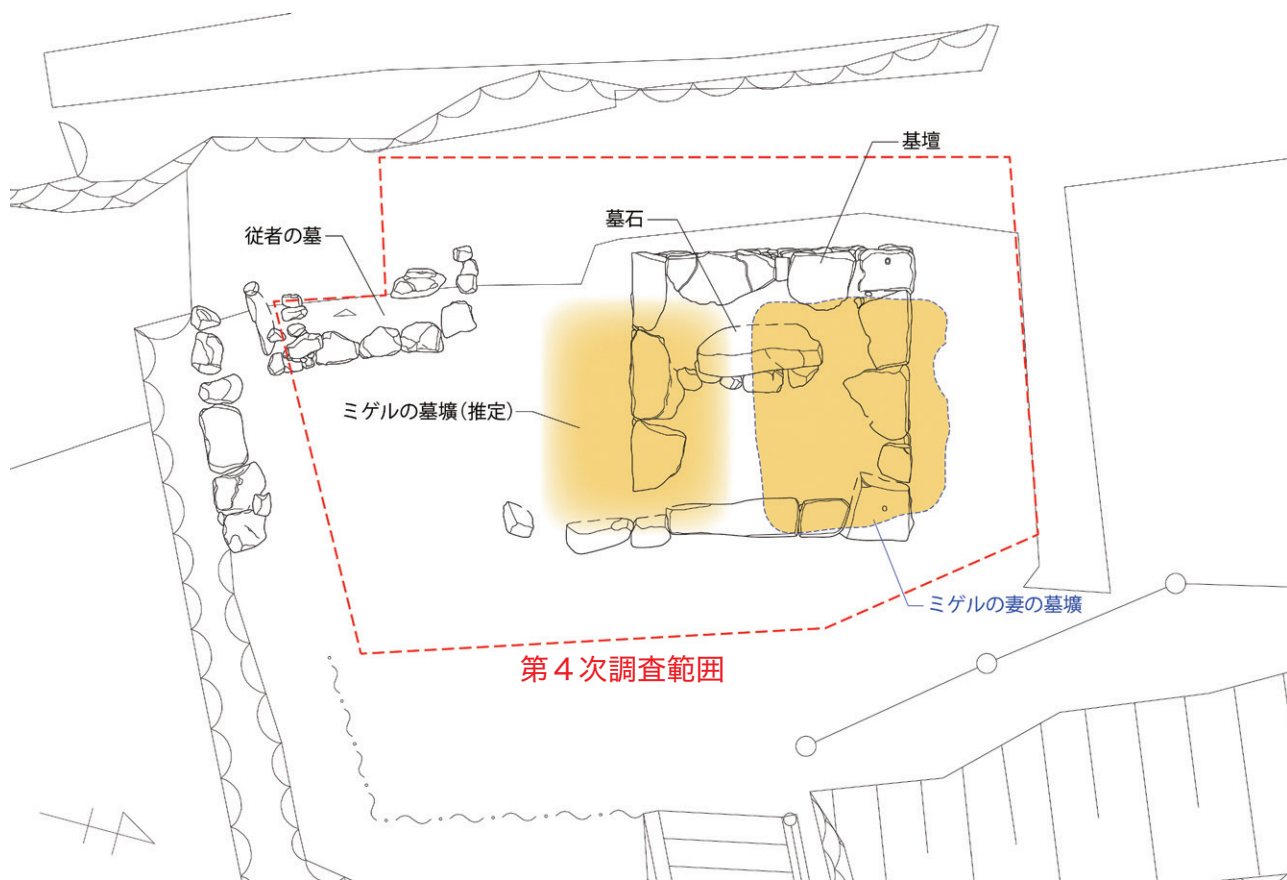 基壇
墓石
従者の墓
ミゲルの墓壙(推定)
ミゲルの妻の墓壙
第4次調査範囲